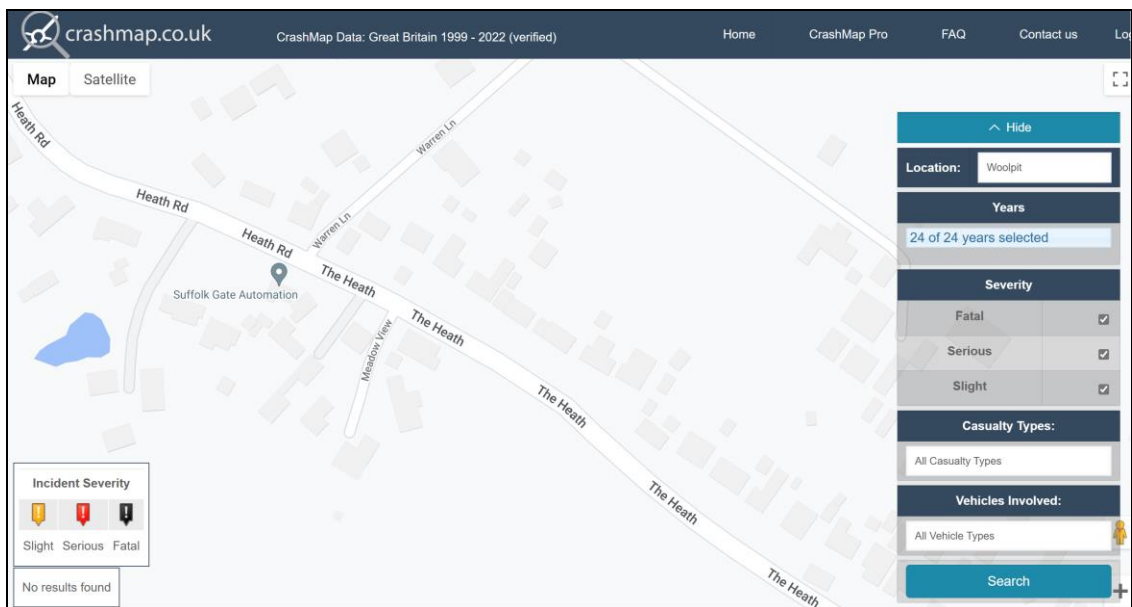 crashmap.co.uk
CrashMap Data: Great Britain 1999 - 2022 (verified)
Home
CrashMap Pro
FAQ
Contact us
Log
Map
Satellite
Heath Rd
Warren Ln
Heath Rd
Warren Ln
Heath Rd
The Heath
Suffolk Gate Automation
The Heath
Meadow View
The Heath
The Heath
The Heath
Hide
Location:
Woolpit
Years
24 of 24 years selected
Severity
Fatal
Serious
Slight
Casualty Types:
All Casualty Types
Vehicles Involved:
All Vehicle Types
Search
Incident Severity
Slight Serious Fatal
No results found